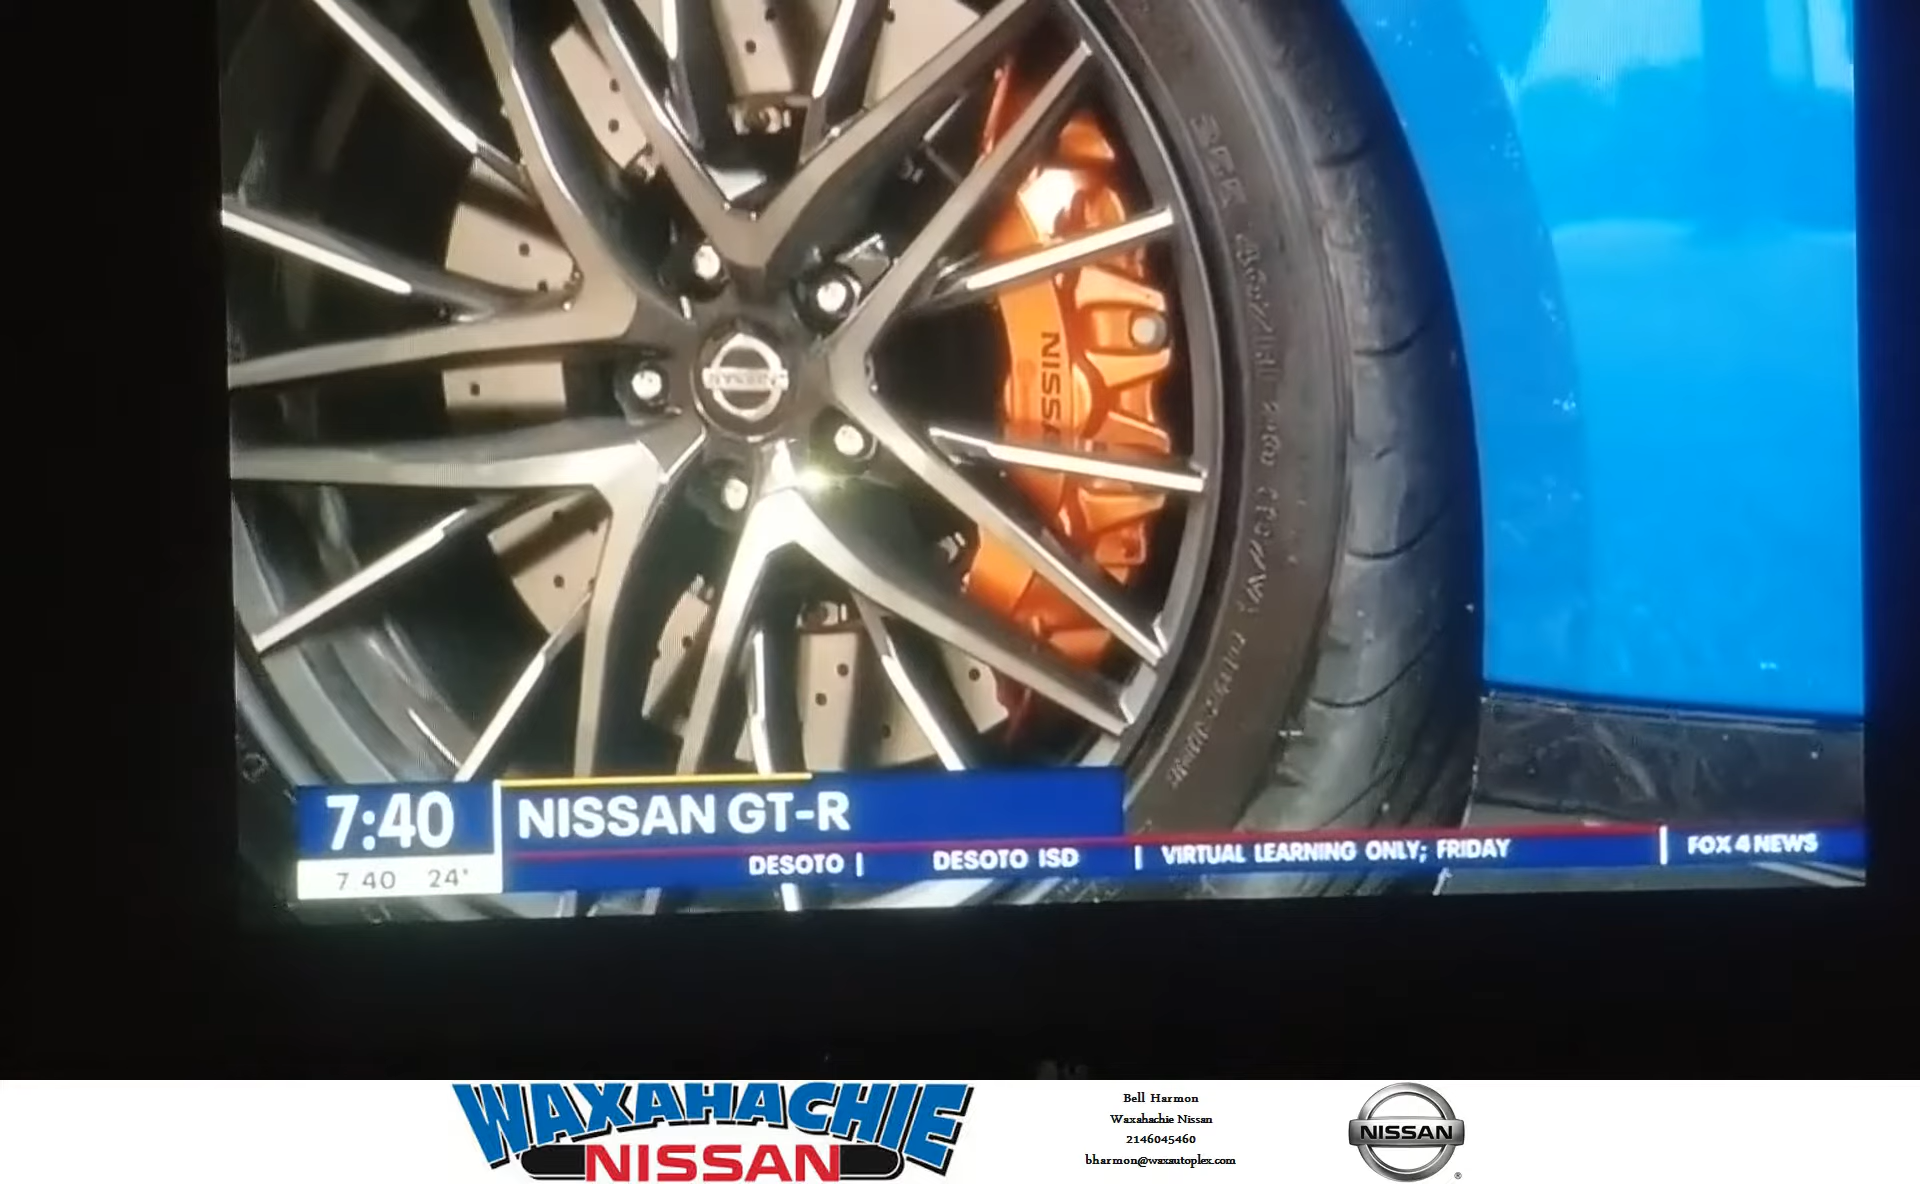 NISSAN
NISSA
7:40
NISSAN GT-R
7:40 24°
DESOTO | DESOTO ISD | VIRTUAL LEARNING ONLY; FRIDAY | FOX 4 NEWS
WAXAHACHIE
NISSAN
Bell Harmon
Waxahachie Nissan
2146045460
bharmon@waxautoplex.com
NISSAN
®